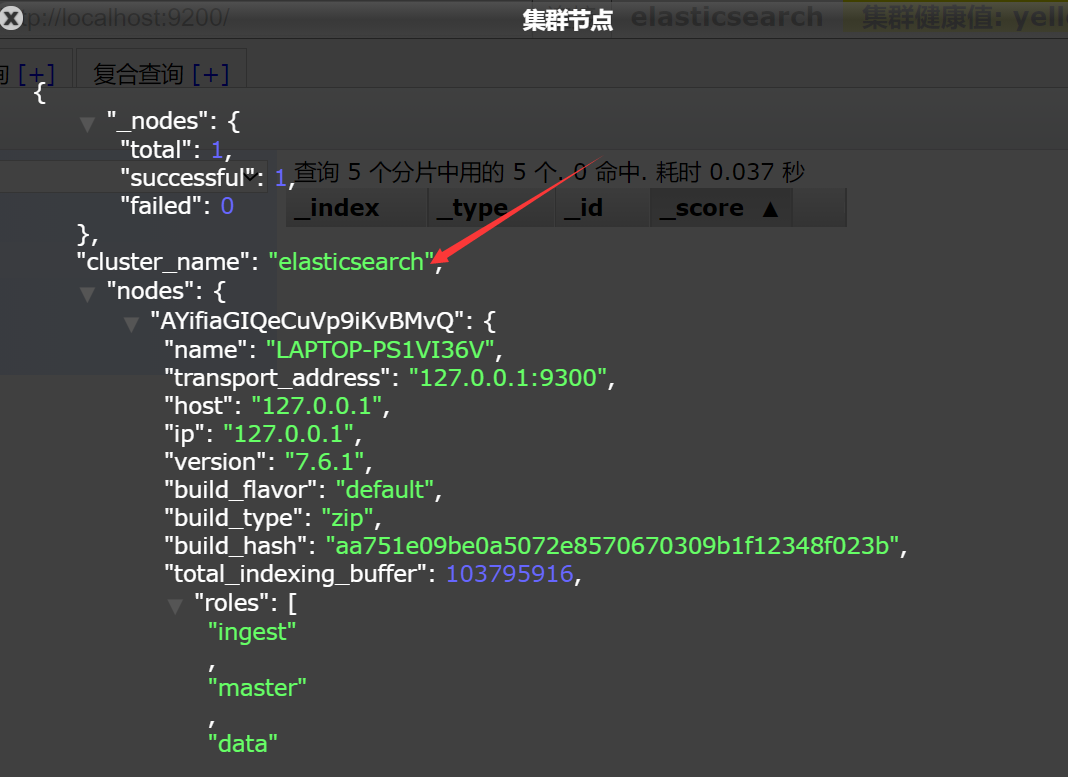 p://localhost:9200/
集群节点
elasticsearch
集群健康值: yell
询 [+]
复合查询 [+]
{
▼ "_nodes": {
"total": 1,
"successful": 1,
"failed": 0
},
查询 5 个分片中用的 5 个. 0 命中. 耗时 0.037 秒
_index _type _id _score ▲
"cluster_name": "elasticsearch",
▼ "nodes": {
▼ "AYifiaGIQeCuVp9iKvBMvQ": {
"name": "LAPTOP-PS1VI36V",
"transport_address": "127.0.0.1:9300",
"host": "127.0.0.1",
"ip": "127.0.0.1",
"version": "7.6.1",
"build_flavor": "default",
"build_type": "zip",
"build_hash": "aa751e09be0a5072e8570670309b1f12348f023b",
"total_indexing_buffer": 103795916,
▼ "roles": [
"ingest"
,
"master"
,
"data"